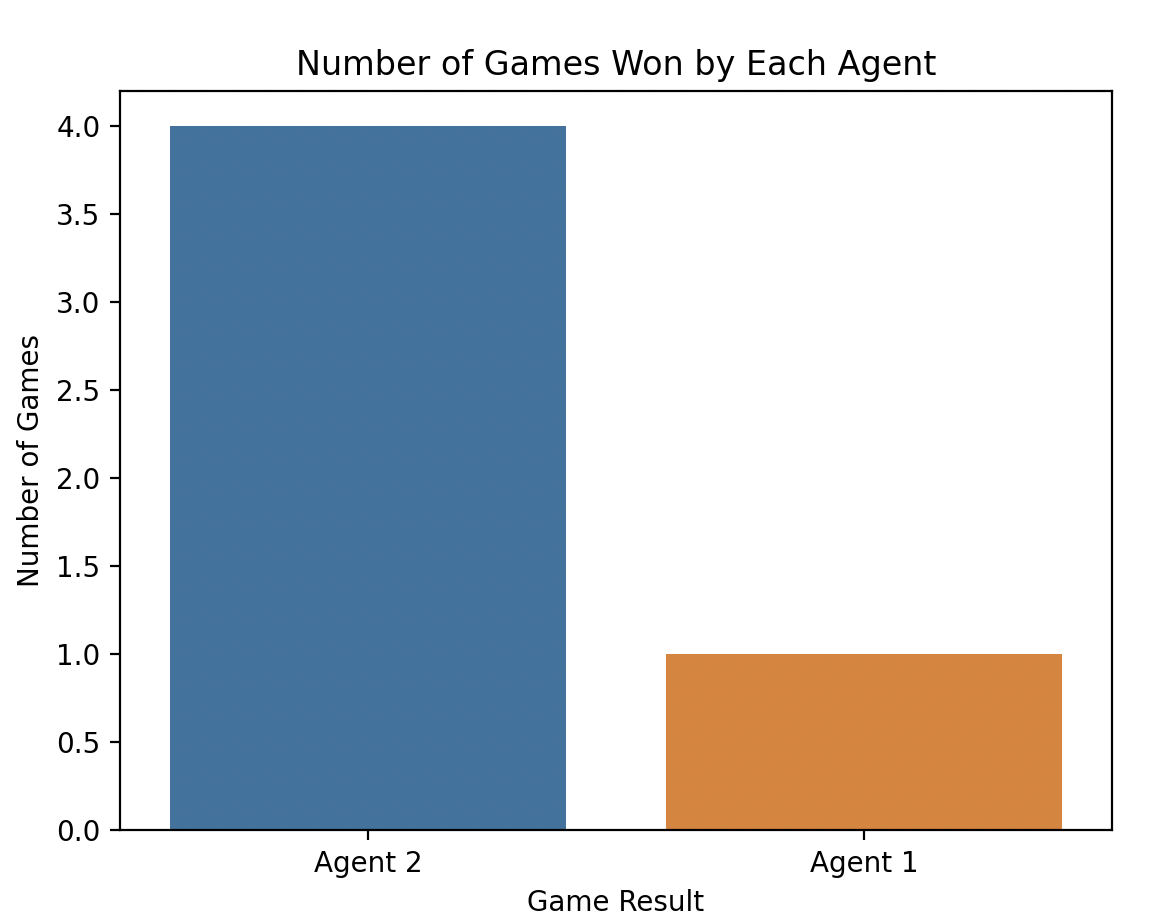 Number of Games Won by Each Agent
4.0
3.5
3.0
2.5
2.0
1.5
1.0
0.5
0.0
Number of Games
Agent 2 Agent 1
Game Result